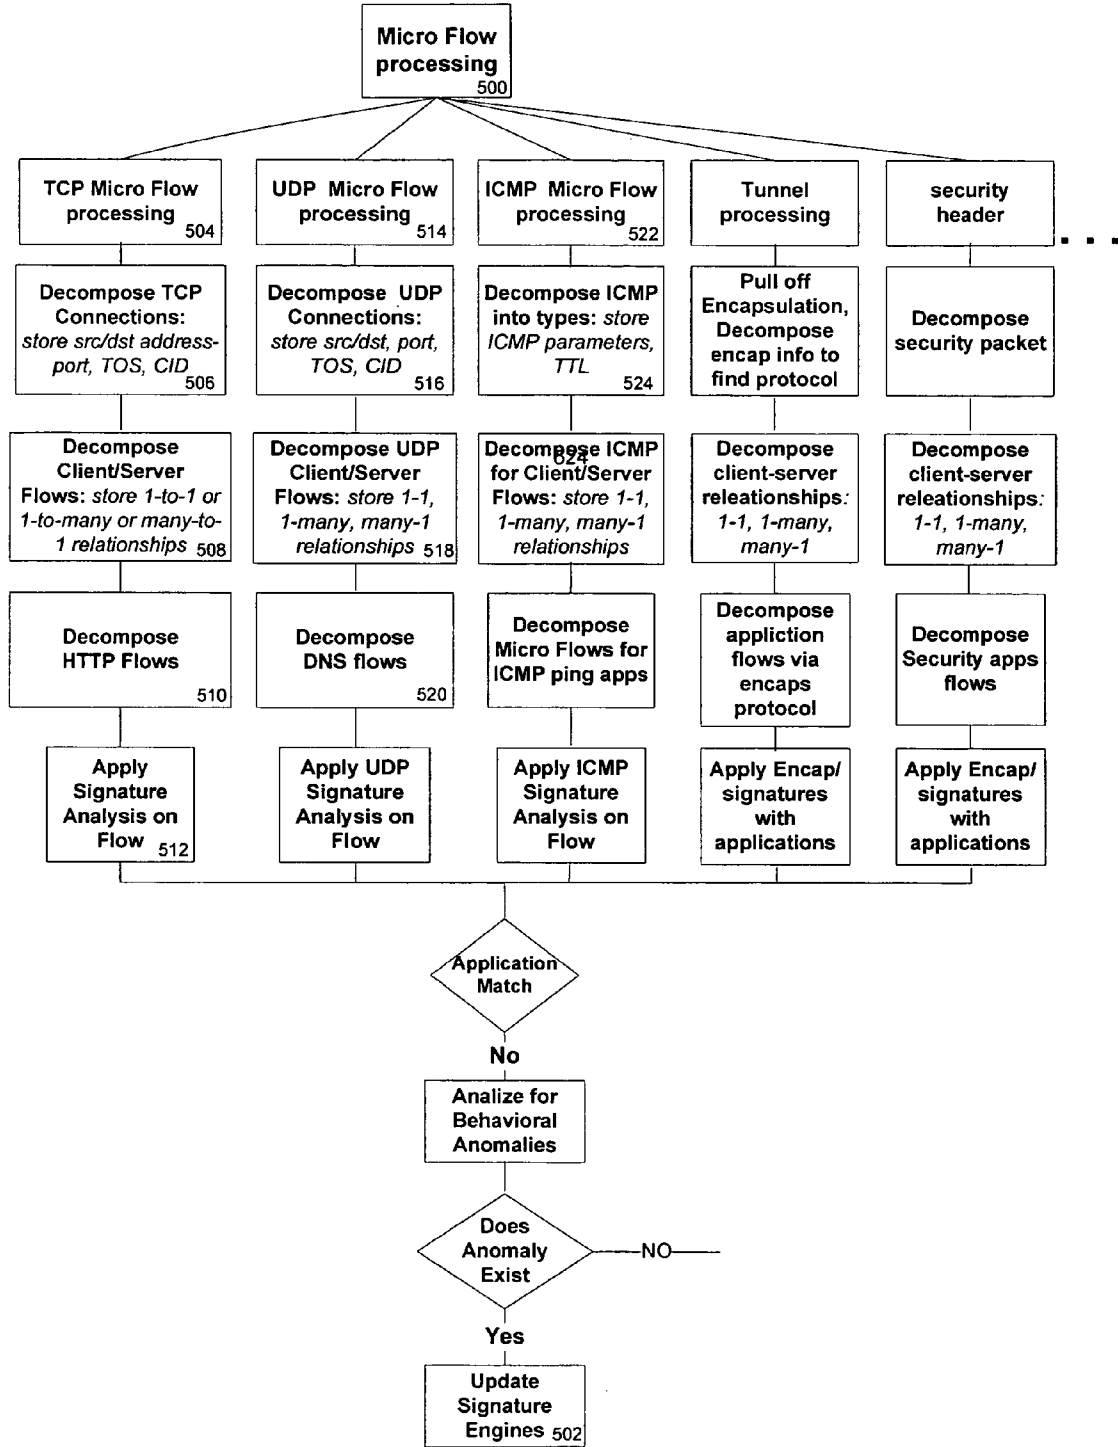 Micro Flow
processing
500
TCP Micro Flow
processing
504
UDP Micro Flow
processing
514
ICMP Micro Flow
processing
522
Tunnel
processing
security
header
. . .
Decompose TCP
Connections:
store src/dst address-
port, TOS, CID
506
Decompose UDP
Connections:
store src/dst, port,
TOS, CID
516
Decompose ICMP
into types: store
ICMP parameters,
TTL
524
Pull off
Encapsulation,
Decompose
encap info to
find protocol
Decompose
security packet
Decompose
Client/Server
Flows: store 1-to-1 or
1-to-many or many-to-
1 relationships 508
Decompose UDP
Client/Server
Flows: store 1-1,
1-many, many-1
relationships 518
Decompose ICMP
624
for Client/Server
Flows: store 1-1,
1-many, many-1
relationships
Decompose
client-server
releationships:
1-1, 1-many,
many-1
Decompose
client-server
releationships:
1-1, 1-many,
many-1
Decompose
HTTP Flows
510
Decompose
DNS flows
520
Decompose
Micro Flows for
ICMP ping apps
Decompose
appliction
flows via
encaps
protocol
Decompose
Security apps
flows
Apply
Signature
Analysis on
Flow 512
Apply UDP
Signature
Analysis on
Flow
Apply ICMP
Signature
Analysis on
Flow
Apply Encap/
signatures
with
applications
Apply Encap/
signatures
with
applications
Application
Match
No
Analize for
Behavioral
Anomalies
Does
Anomaly
Exist
NO
Yes
Update
Signature
Engines 502